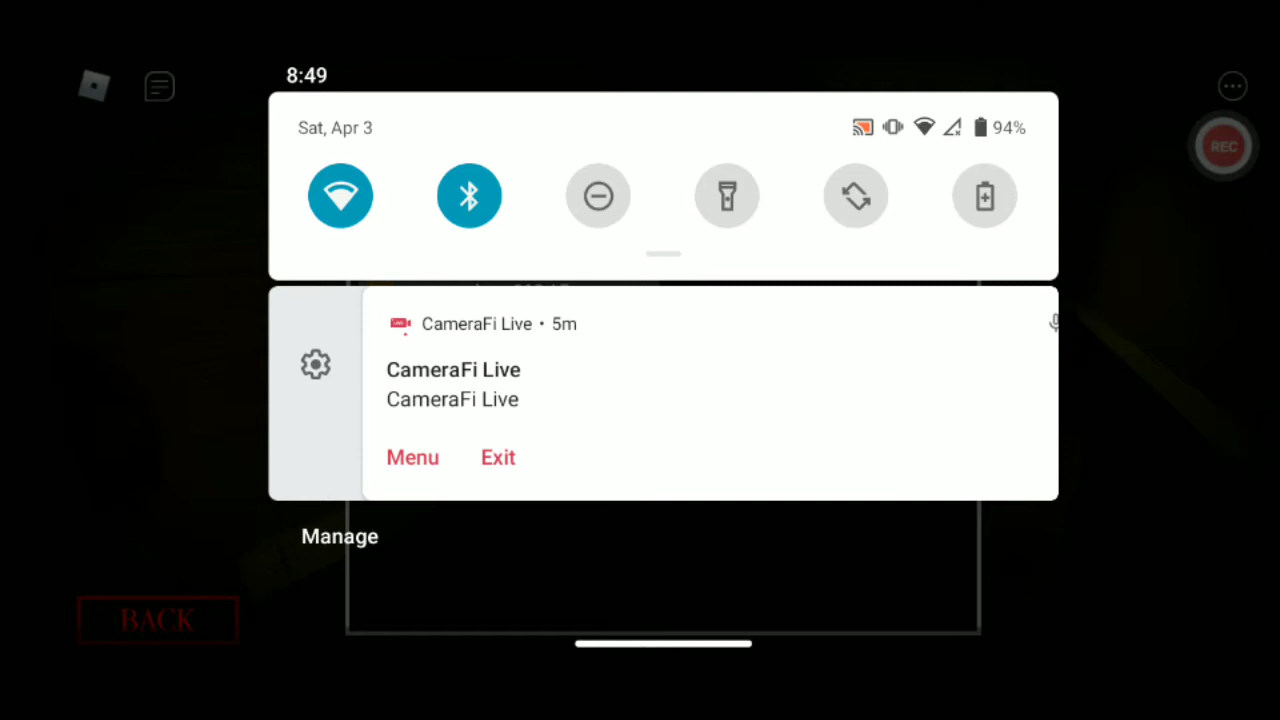 8:49
Sat, Apr 3
94%
REC
CameraFi Live • 5m
CameraFi Live
CameraFi Live
Menu Exit
Manage
BACK